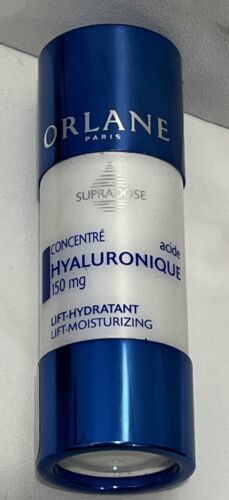 ORLANE
PARIS
SUPRADOSE
CONCENTRÉ
acide
HYALURONIQUE
150 mg
LIFT-HYDRATANT
LIFT-MOISTURIZING